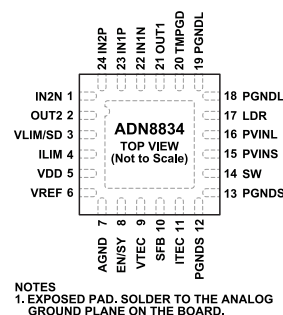 24 IN2P
23 IN1P
22 IN1N
21 OUT1
20 TMPGD
19 PGNDL
IN2N 1
OUT2 2
VLIM/SD 3
ILIM 4
VDD 5
VREF 6
ADN8834
TOP VIEW
(Not to Scale)
18 PGNDL
17 LDR
16 PVINL
15 PVINS
14 SW
13 PGNDS
AGND 7
EN/SY 8
VTEC 9
SFB 10
ITEC 11
PGNDS 12
NOTES
1. EXPOSED PAD. SOLDER TO THE ANALOG
GROUND PLANE ON THE BOARD.